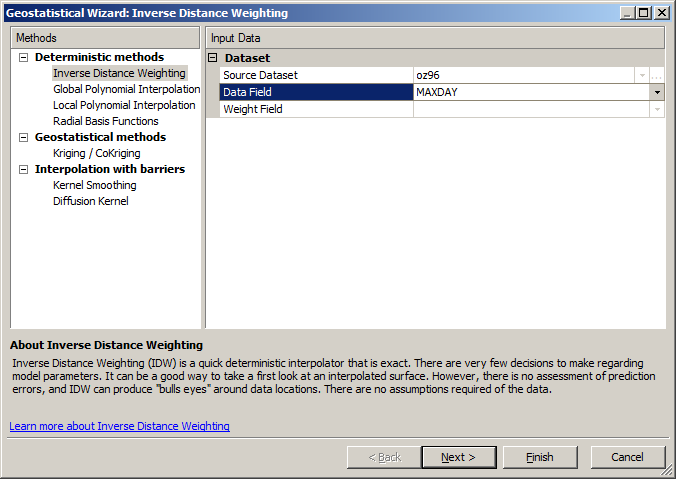 Geostatistical Wizard: Inverse Distance Weighting
Methods
Deterministic methods
Inverse Distance Weighting
Global Polynomial Interpolation
Local Polynomial Interpolation
Radial Basis Functions
Geostatistical methods
Kriging / CoKriging
Interpolation with barriers
Kernel Smoothing
Diffusion Kernel
Input Data
Dataset
Source Dataset oz96 ...
Data Field MAXDAY
Weight Field
About Inverse Distance Weighting
Inverse Distance Weighting (IDW) is a quick deterministic interpolator that is exact. There are very few decisions to make regarding
model parameters. It can be a good way to take a first look at an interpolated surface. However, there is no assessment of prediction
errors, and IDW can produce "bulls eyes" around data locations. There are no assumptions required of the data.
Learn more about Inverse Distance Weighting
< Back Next > Finish Cancel